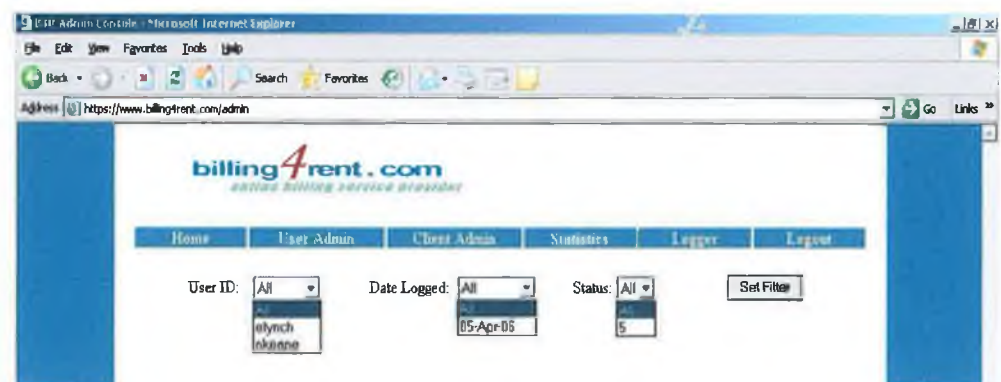 User Admin Console - Microsoft Internet Explorer
File Edit View Favorites Tools Help
Back Search Favorites
Address https://www.billing4rent.com/admin Go Links »
billing4rent.com
online billing service provider
Home User Admin Client Admin Statistics Logger Logout
User ID: All Date Logged: All Status: All Set Filter
All All All
elynch 05-Apr-06 5